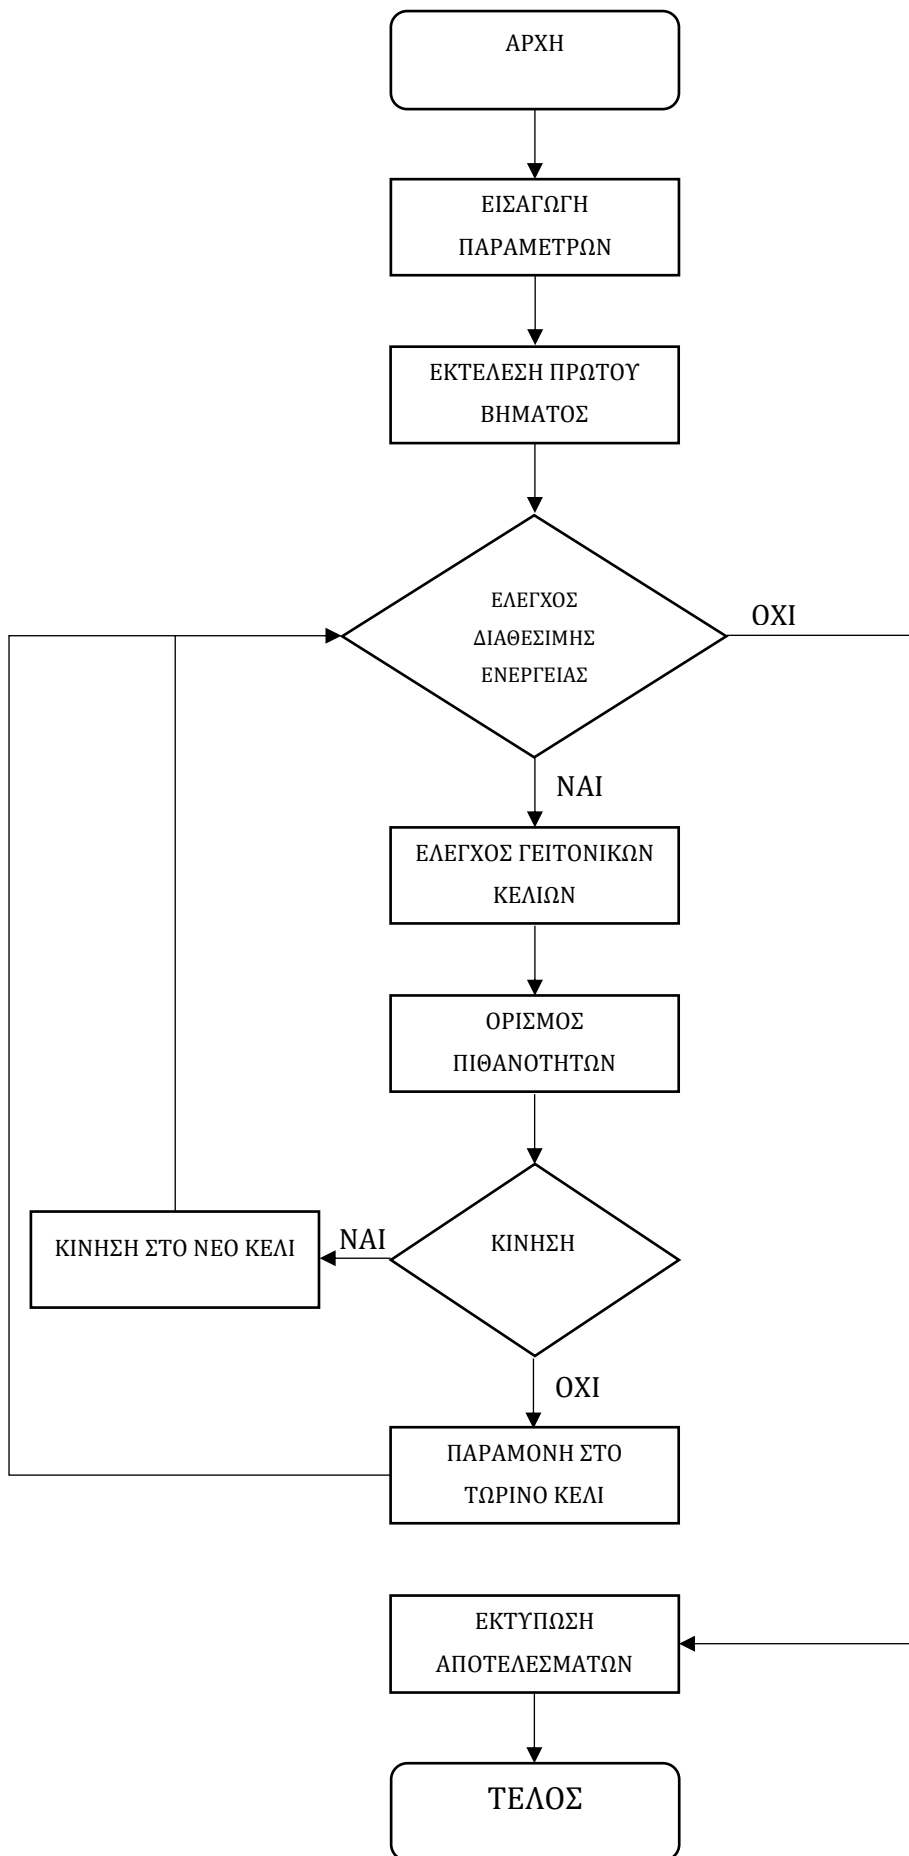 ΑΡΧΗ
ΕΙΣΑΓΩΓΗ
ΠΑΡΑΜΕΤΡΩΝ
ΕΚΤΕΛΕΣΗ ΠΡΩΤΟΥ
ΒΗΜΑΤΟΣ
ΕΛΕΓΧΟΣ
ΔΙΑΘΕΣΙΜΗΣ
ΕΝΕΡΓΕΙΑΣ
ΟΧΙ
ΝΑΙ
ΕΛΕΓΧΟΣ ΓΕΙΤΟΝΙΚΩΝ
ΚΕΛΙΩΝ
ΟΡΙΣΜΟΣ
ΠΙΘΑΝΟΤΗΤΩΝ
ΚΙΝΗΣΗ
ΝΑΙ
ΚΙΝΗΣΗ ΣΤΟ ΝΕΟ ΚΕΛΙ
ΟΧΙ
ΠΑΡΑΜΟΝΗ ΣΤΟ
ΤΩΡΙΝΟ ΚΕΛΙ
ΕΚΤΥΠΩΣΗ
ΑΠΟΤΕΛΕΣΜΑΤΩΝ
ΤΕΛΟΣ